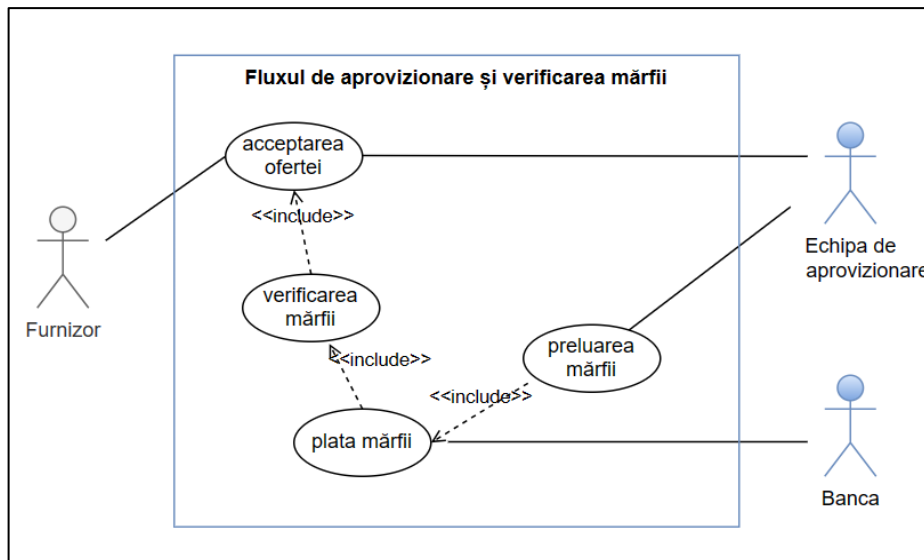 Fluxul de aprovizionare și verificarea mărfii
acceptarea
ofertei
<<include>>
Furnizor
Echipa de
aprovizionare
verificarea
mărfii
<<include>>
preluarea
mărfii
<<include>>
plata mărfii
Banca